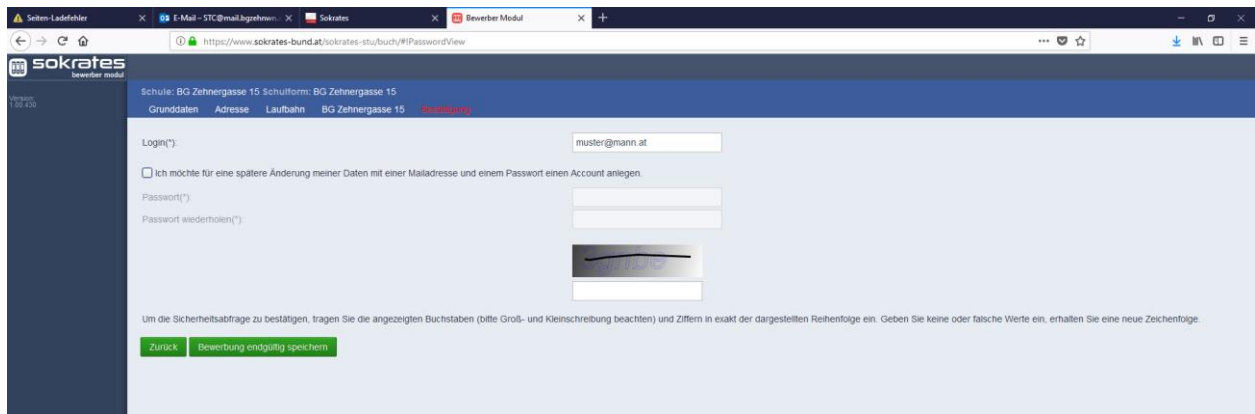 Seiten-Ladefehler
E-Mail – STC@mail.bgzehnwn...
Sokrates
Bewerber Modul
https://www.sokrates-bund.at/sokrates-stu/buch/#!PasswordView
sokrates
bewerber modul
Version:
1.00.430
Schule: BG Zehnergasse 15 Schulform: BG Zehnergasse 15
Grunddaten Adresse Laufbahn BG Zehnergasse 15 Bestätigung
Login(*):
muster@mann.at
Ich möchte für eine spätere Änderung meiner Daten mit einer Mailadresse und einem Passwort einen Account anlegen.
Passwort(*):
Passwort wiederholen(*):
Um die Sicherheitsabfrage zu bestätigen, tragen Sie die angezeigten Buchstaben (bitte Groß- und Kleinschreibung beachten) und Ziffern in exakt der dargestellten Reihenfolge ein. Geben Sie keine oder falsche Werte ein, erhalten Sie eine neue Zeichenfolge.
Zurück Bewerbung endgültig speichern